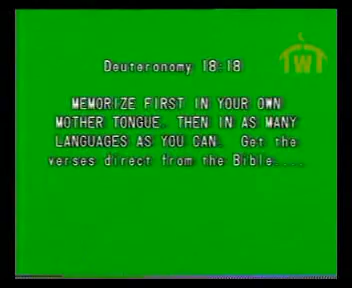 Deuteronomy 18:18
MEMORIZE FIRST IN YOUR OWN
MOTHER TONGUE. THEN IN AS MANY
LANGUAGES AS YOU CAN. Get the
verses direct from the Bible....
W